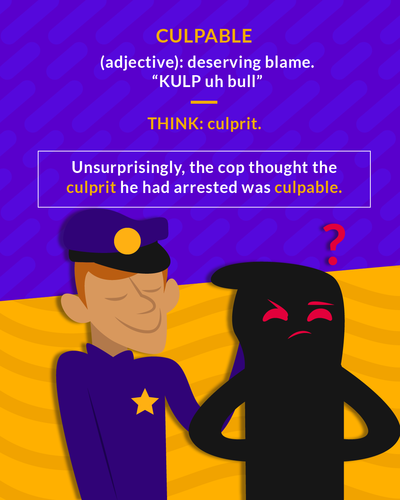 CULPABLE
(adjective): deserving blame.
“KULP uh bull”
THINK: culprit.
Unsurprisingly, the cop thought the
culprit he had arrested was culpable.
?